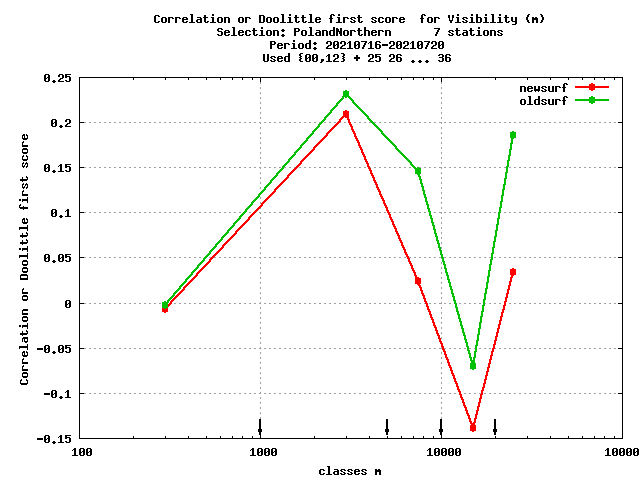 Correlation or Doolittle first score  for Visibility (m)
Selection: PolandNorthern      7 stations
Period: 20210716-20210720
Used {00,12} + 25 26 ... 36
newsurf
oldsurf
Correlation or Doolittle first score
0.25
0.2
0.15
0.1
0.05
0
-0.05
-0.1
-0.15
100 1000 10000 10000
classes m